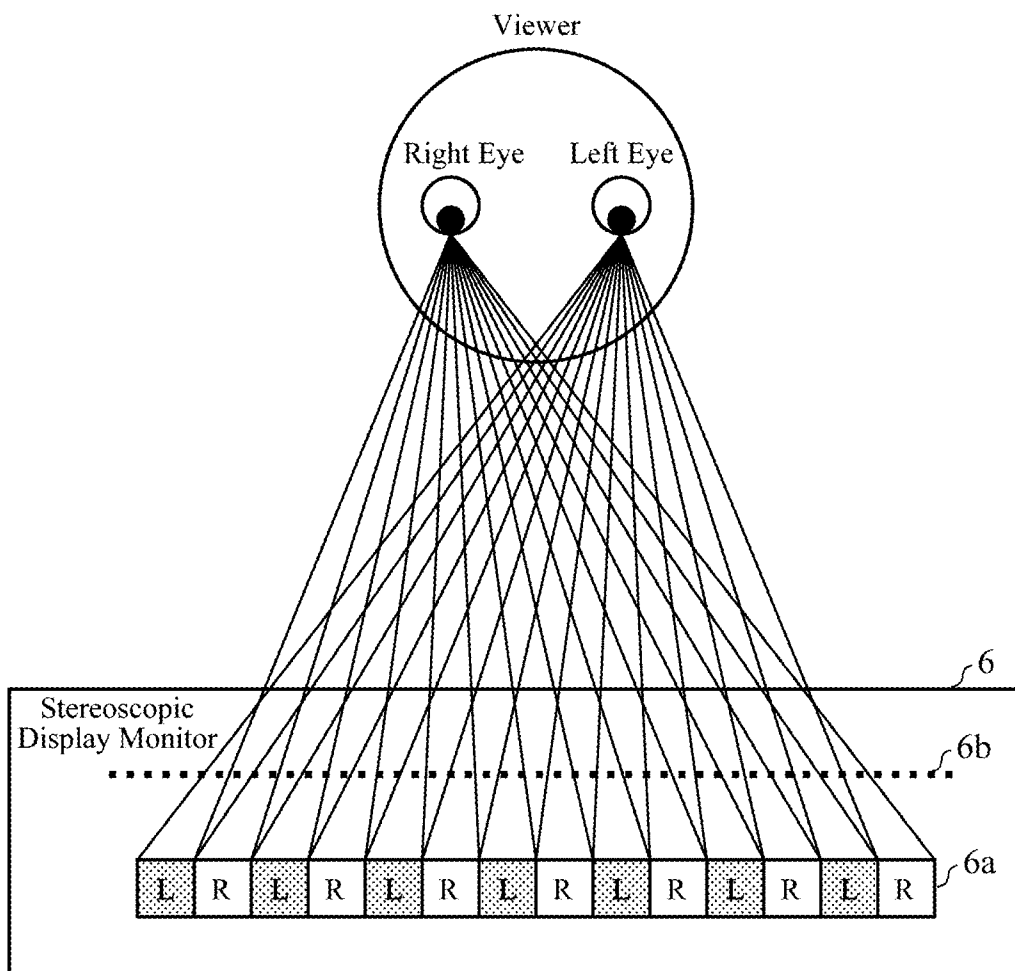 Viewer
Right Eye Left Eye
6
Stereoscopic
Display Monitor
6b
6a
L R L R L R L R L R L R L R